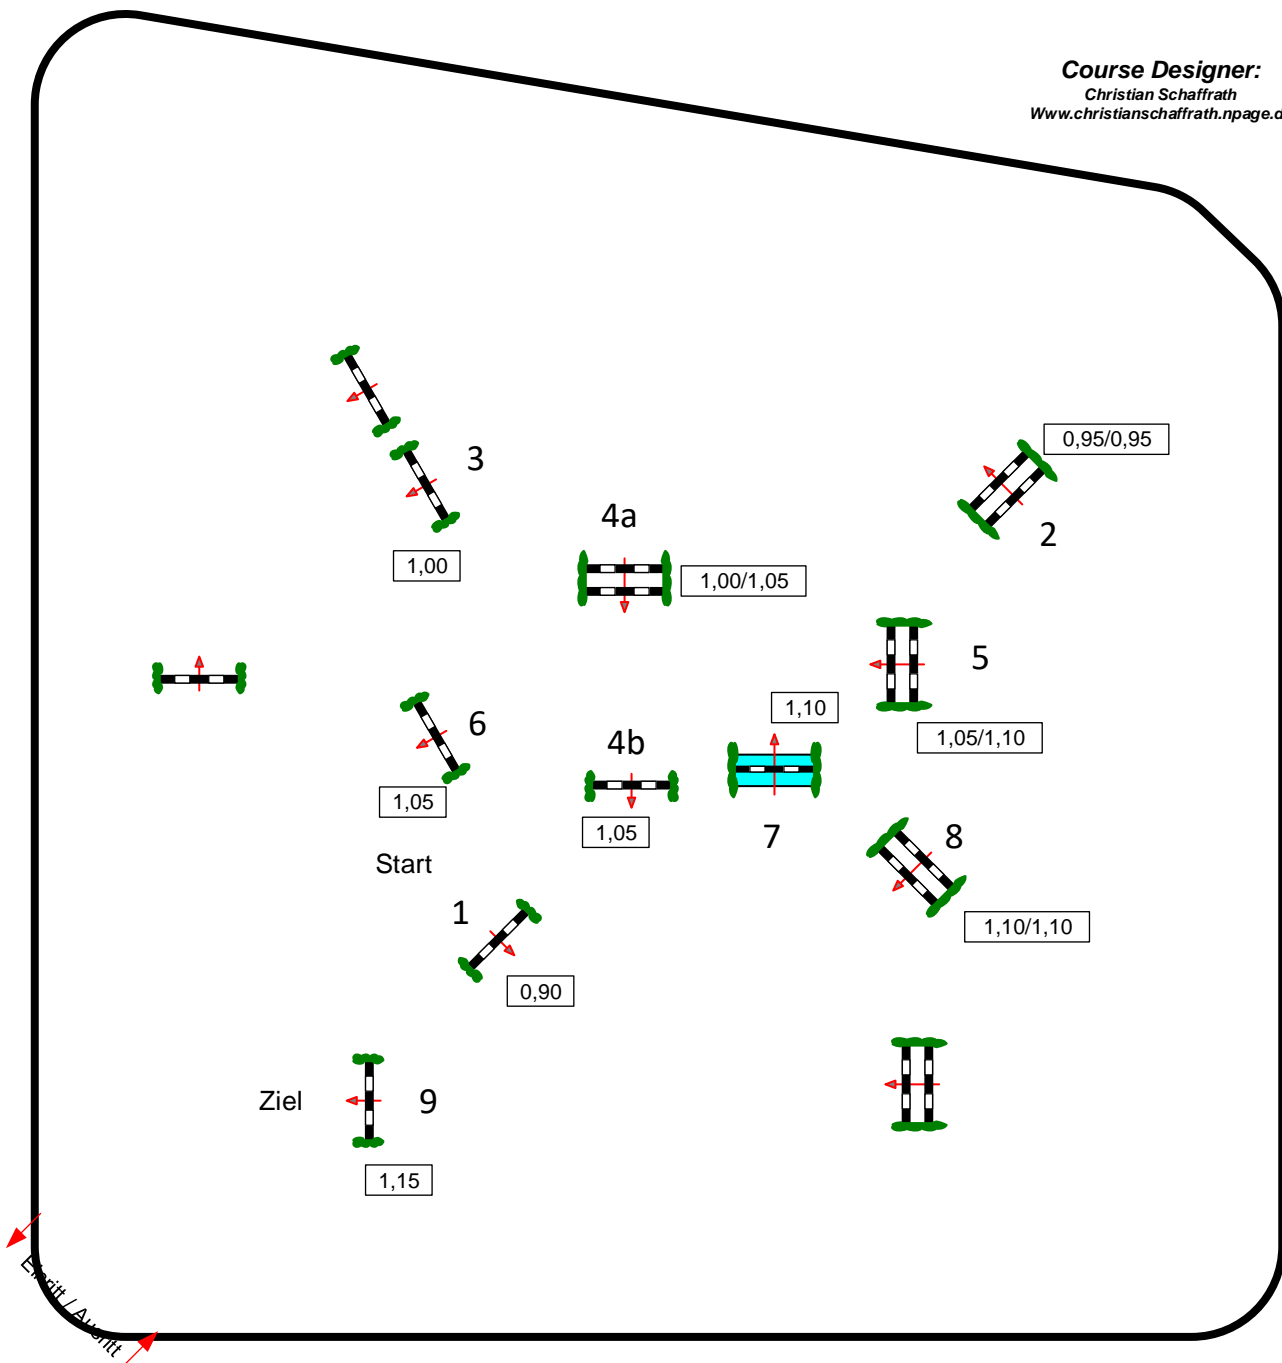 Course Designer:
Christian Schaffrath
Www.christianschaffrath.npage.d
0,95/0,95
3
4a
2
1,00
1,00/1,05
5
1,10
6
4b
1,05/1,10
1,05
1,05
7
8
Start
1
1,10/1,10
0,90
Ziel
9
1,15
Einritt / Ausritt